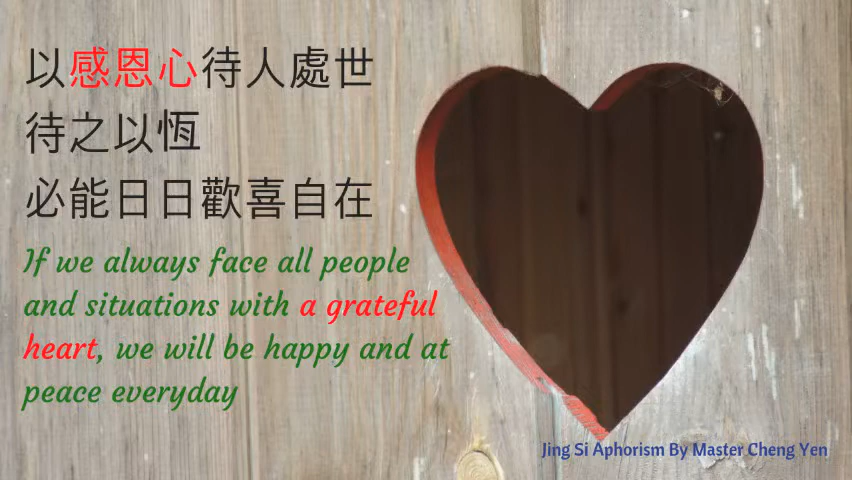 以感恩心待人處世
待之以恆
必能日日歡喜自在
If we always face all people
and situations with a grateful
heart, we will be happy and at
peace everyday
Jing Si Aphorism By Master Cheng Yen